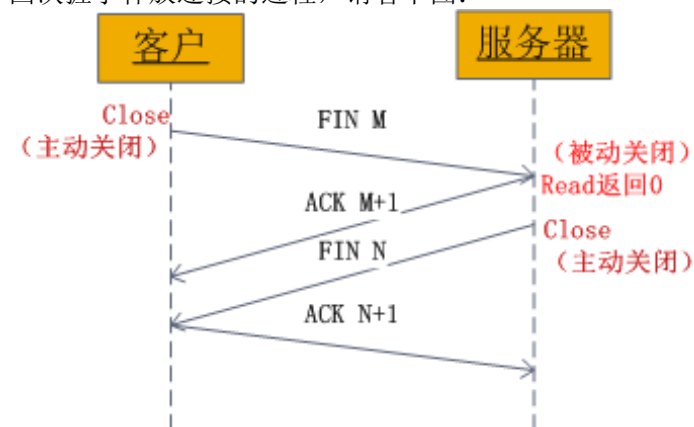 客户
服务器
Close
（主动关闭）
FIN M
（被动关闭）
Read返回0
ACK M+1
Close
（主动关闭）
FIN N
ACK N+1